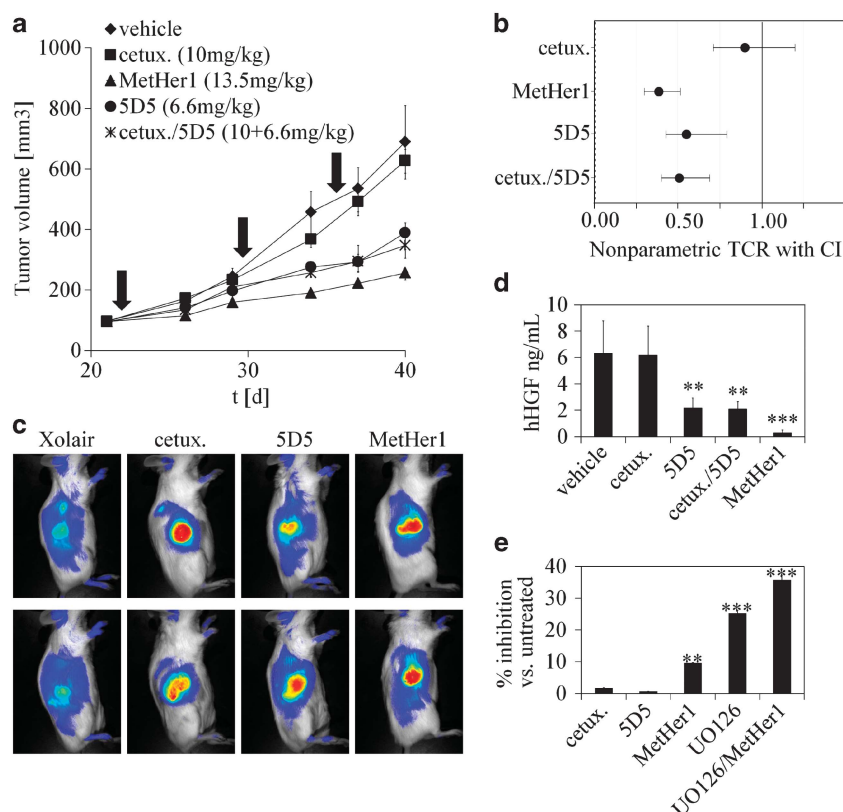 a
Tumor volume [mm3]
1000
800
600
400
200
0
20
30
40
t [d]
vehicle
cetux. (10mg/kg)
MetHer1 (13.5mg/kg)
5D5 (6.6mg/kg)
cetux./5D5 (10+6.6mg/kg)
b
cetux.
MetHer1
5D5
cetux./5D5
0.00
0.50
1.00
Nonparametric TCR with CI
c
Xolair
cetux.
5D5
MetHer1
d
hHGF ng/mL
10
8
6
4
2
0
**
**
***
vehicle
cetux.
5D5
cetux./5D5
MetHer1
e
% inhibition
vs. untreated
40
30
20
10
0
**
***
***
cetux.
5D5
MetHer1
UO126
UO126/MetHer1